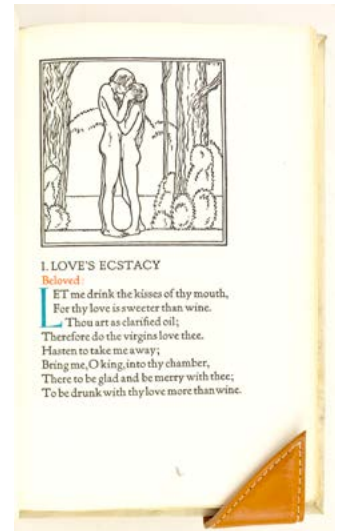 1. LOVE'S ECSTACY
Beloved:
LET me drink the kisses of thy mouth,
For thy love is sweeter than wine.
Thou art as clarified oil;
Therefore do the virgins love thee.
Hasten to take me away;
Bring me, O king, into thy chamber,
There to be glad and be merry with thee;
To be drunk with thy love more than wine.